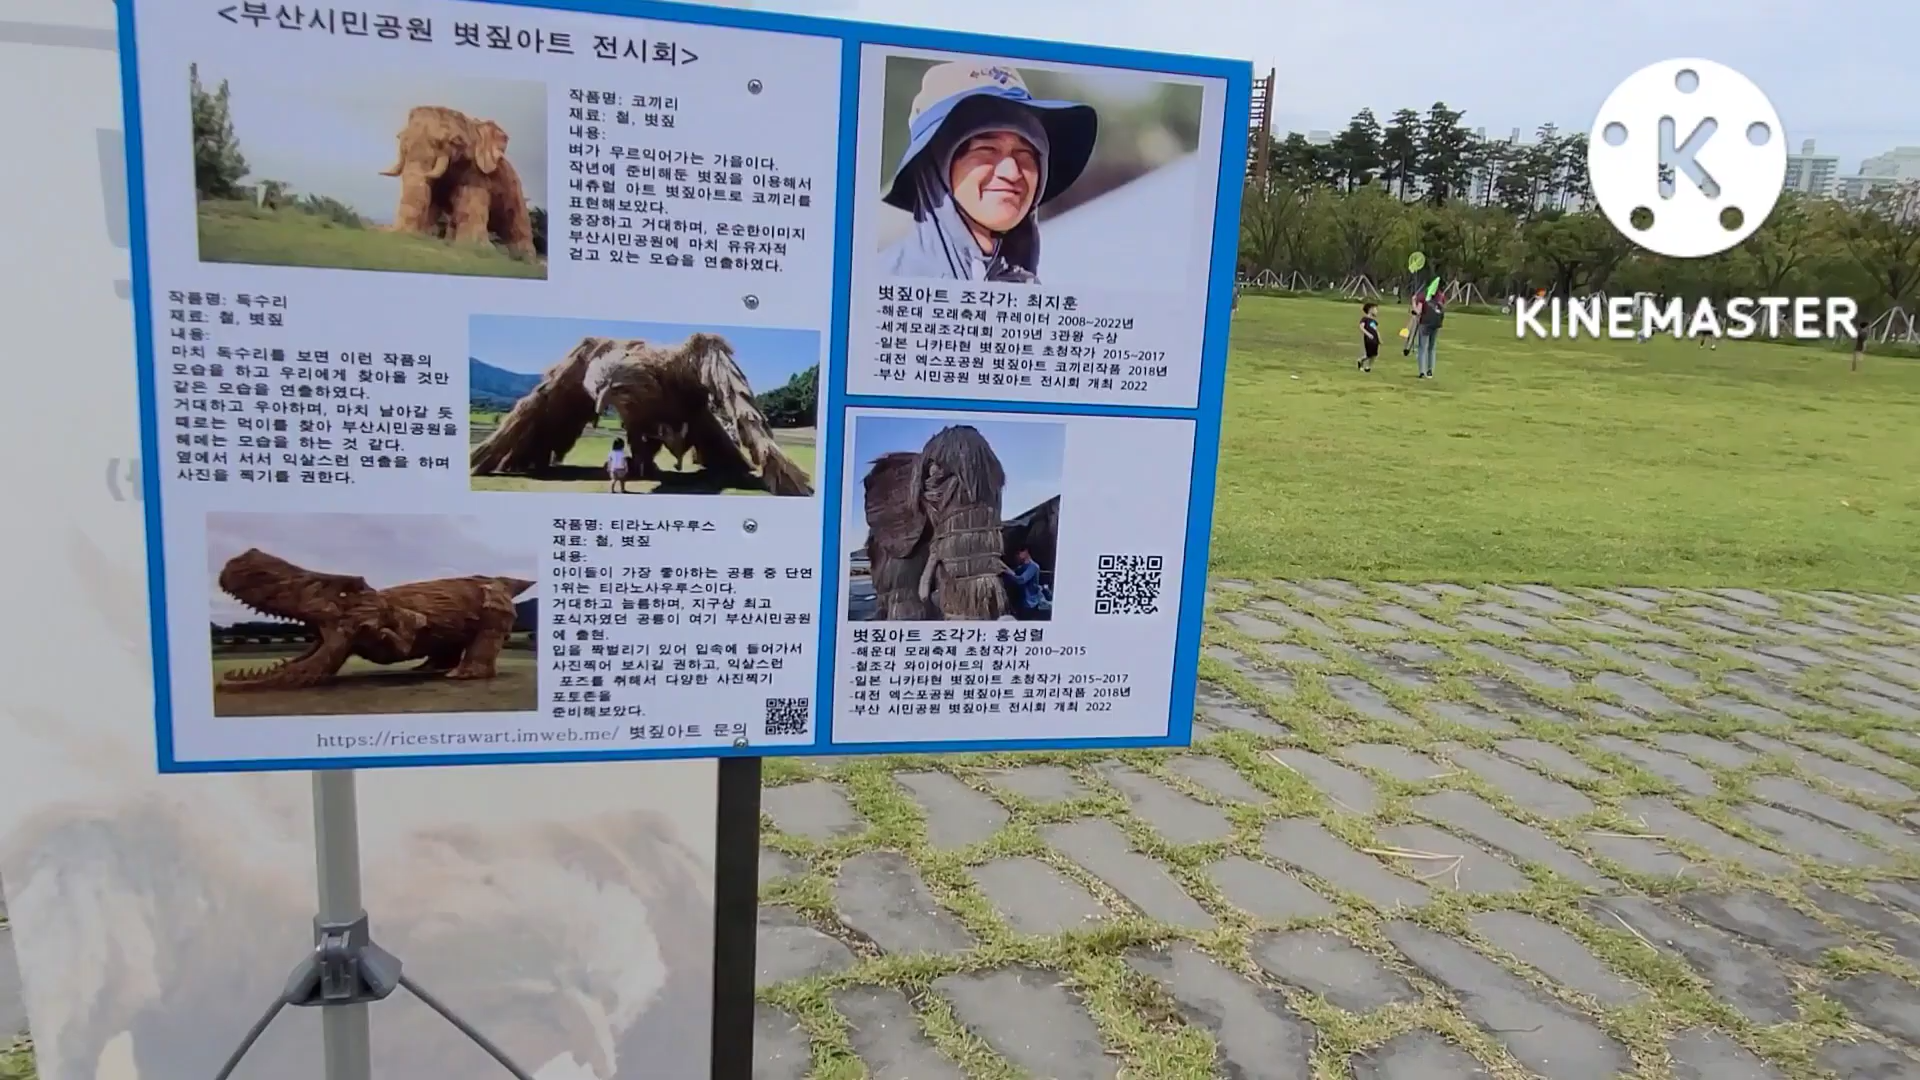 <부산시민공원 볏짚아트 전시회>
작품명: 코끼리
재료: 철, 볏짚
내용:
벼가 무르익어가는 가을이다.
작년에 준비해둔 볏짚을 이용해서
내츄럴 아트 볏짚아트로 코끼리를
표현해보았다.
웅장하고 거대하며, 온순한이미지
부산시민공원에 마치 유유자적
걷고 있는 모습을 연출하였다.
작품명: 독수리
재료: 철, 볏짚
내용:
마치 독수리를 보면 이런 작품의
모습을 하고 우리에게 찾아올 것만
같은 모습을 연출하였다.
거대하고 우아하며, 마치 날아갈 듯
때로는 먹이를 찾아 부산시민공원을
헤메는 모습을 하는 것 같다.
옆에서 서서 익살스런 연출을 하며
사진을 찍기를 권한다.
작품명: 티라노사우루스
재료: 철, 볏짚
내용:
아이들이 가장 좋아하는 공룡 중 단연
1위는 티라노사우루스이다.
거대하고 늠름하며, 지구상 최고
포식자였던 공룡이 여기 부산시민공원
에 출현.
입을 짝벌리기 있어 입속에 들어가서
사진찍어 보시길 권하고, 익살스런
포즈를 취해서 다양한 사진찍기
포토존을
준비해보았다.
https://ricestrawart.imweb.me/ 볏짚아트 문의
볏짚아트 조각가: 최지훈
-해운대 모래축제 큐레이터 2008~2022년
-세계모래조각대회 2019년 3관왕 수상
-일본 니카타현 볏짚아트 초청작가 2015~2017
-대전 엑스포공원 볏짚아트 코끼리작품 2018년
-부산 시민공원 볏짚아트 전시회 개최 2022
볏짚아트 조각가: 홍성렬
-해운대 모래축제 초청작가 2010~2015
-철조각 와이어아트의 창시자
-일본 니카타현 볏짚아트 초청작가 2015~2017
-대전 엑스포공원 볏짚아트 코끼리작품 2018년
-부산 시민공원 볏짚아트 전시회 개최 2022
K
KINEMASTER